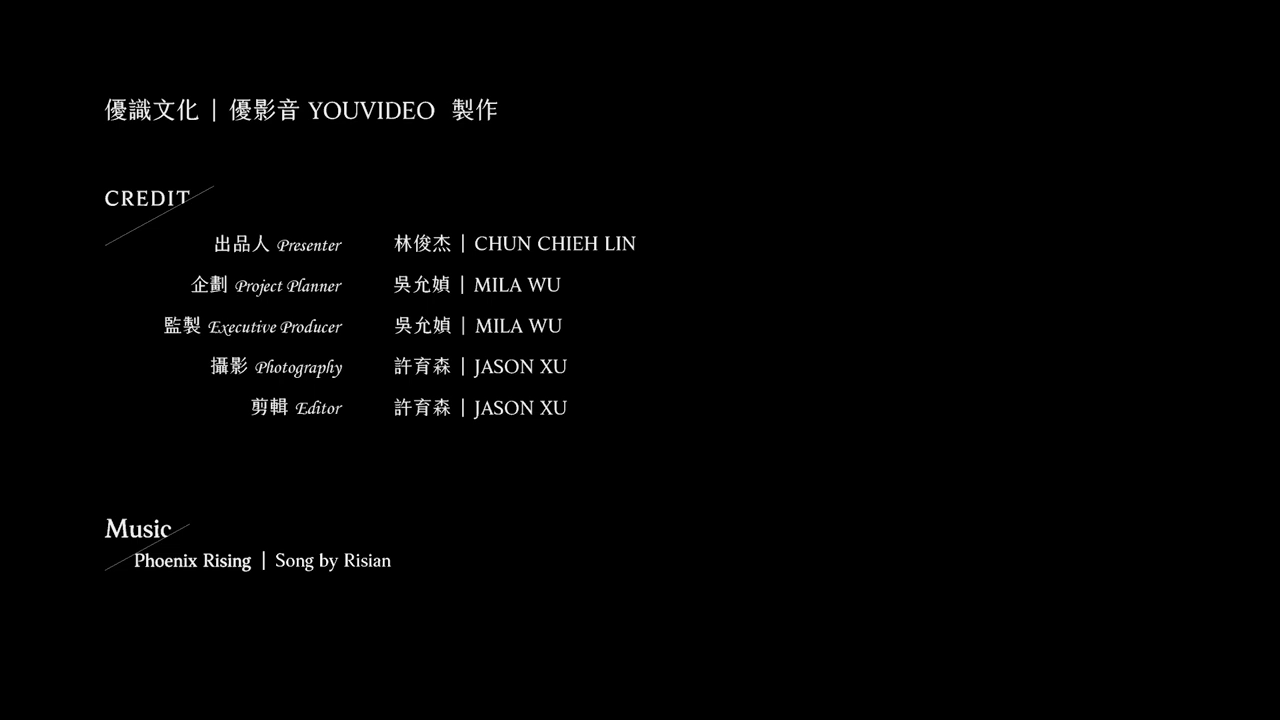 優識文化｜優影音 YOUVIDEO 製作
CREDIT
出品人 Presenter 林俊杰｜CHUN CHIEH LIN
企劃 Project Planner 吳允媜｜MILA WU
監製 Executive Producer 吳允媜｜MILA WU
攝影 Photography 許育森｜JASON XU
剪輯 Editor 許育森｜JASON XU
Music
Phoenix Rising｜Song by Risian